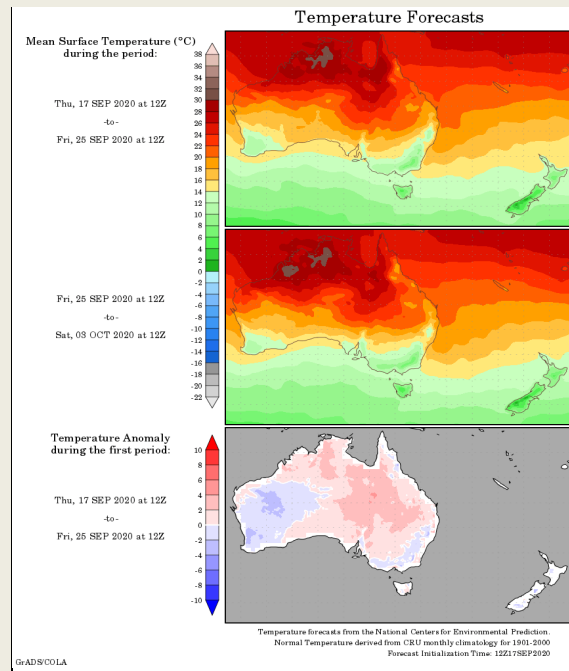 Temperature Forecasts
Mean Surface Temperature (°C)
during the period:
Thu, 17 SEP 2020 at 12Z
-to-
Fri, 25 SEP 2020 at 12Z
38
36
34
32
30
28
26
24
22
20
18
16
14
12
10
8
6
4
2
0
-2
-4
-6
-8
-10
-12
-14
-16
-18
-20
-22
Fri, 25 SEP 2020 at 12Z
-to-
Sat, 03 OCT 2020 at 12Z
Temperature Anomaly
during the first period:
Thu, 17 SEP 2020 at 12Z
-to-
Fri, 25 SEP 2020 at 12Z
10
8
6
4
2
0
-2
-4
-6
-8
-10
Temperature forecasts from the National Centers for Environmental Prediction.
Normal Temperature derived from CRU monthly climatology for 1901-2000
Forecast Initialization Time: 12Z17SEP2020
GrADS/COLA